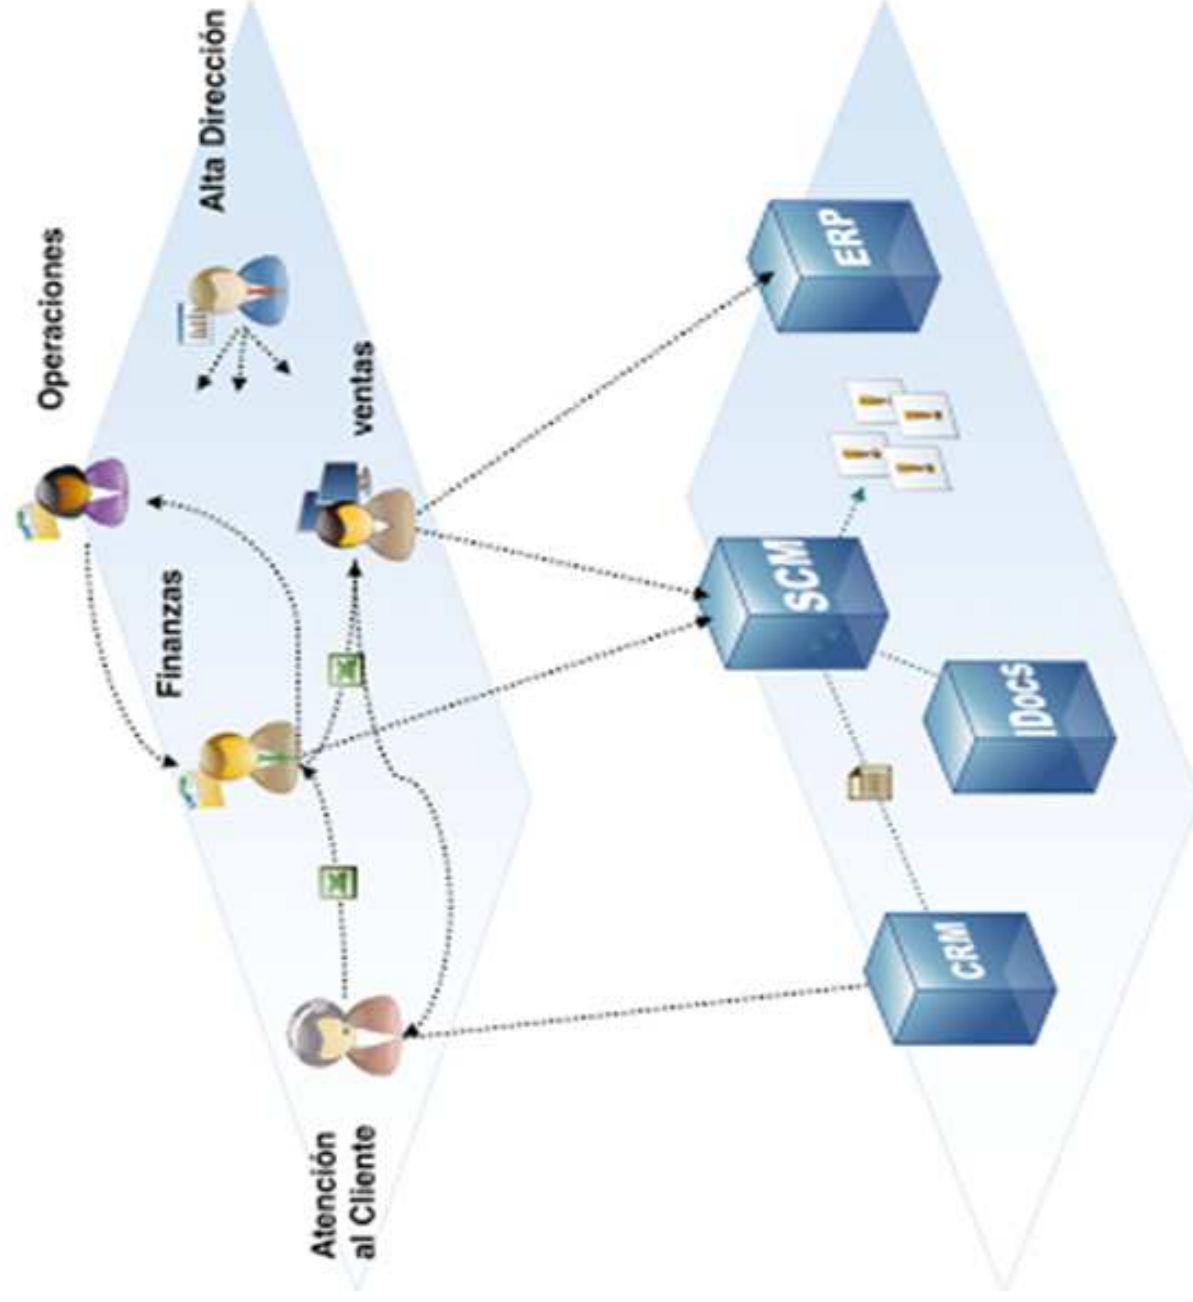 Operaciones
Alta Dirección
Finanzas
ventas
Atención
al Cliente
CRM
IDocs
SCM
ERP